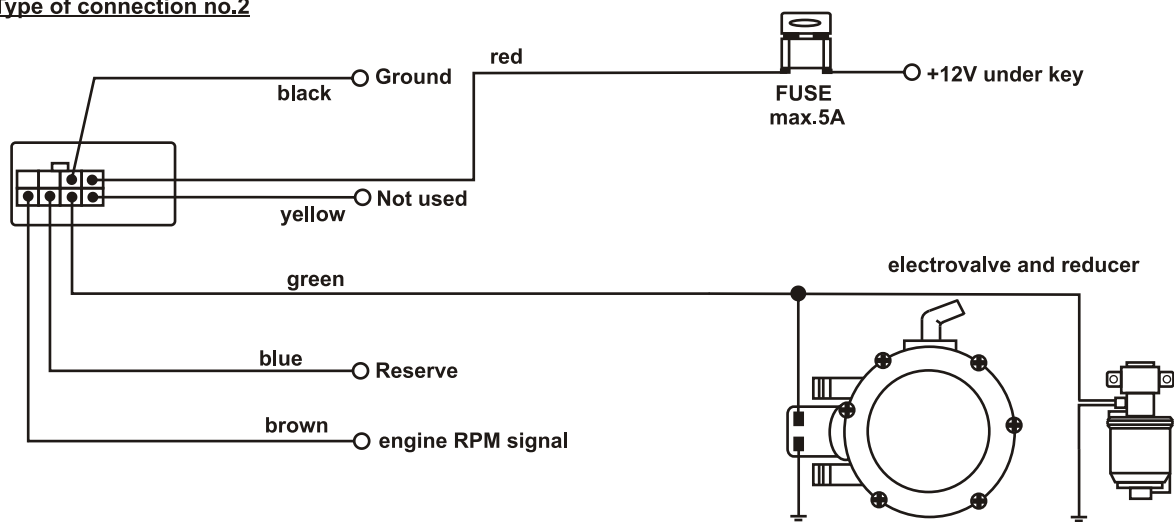 Type of connection no.2
red
Ground
black
+12V under key
FUSE
max.5A
Not used
yellow
electrovalve and reducer
green
blue
Reserve
brown
engine RPM signal